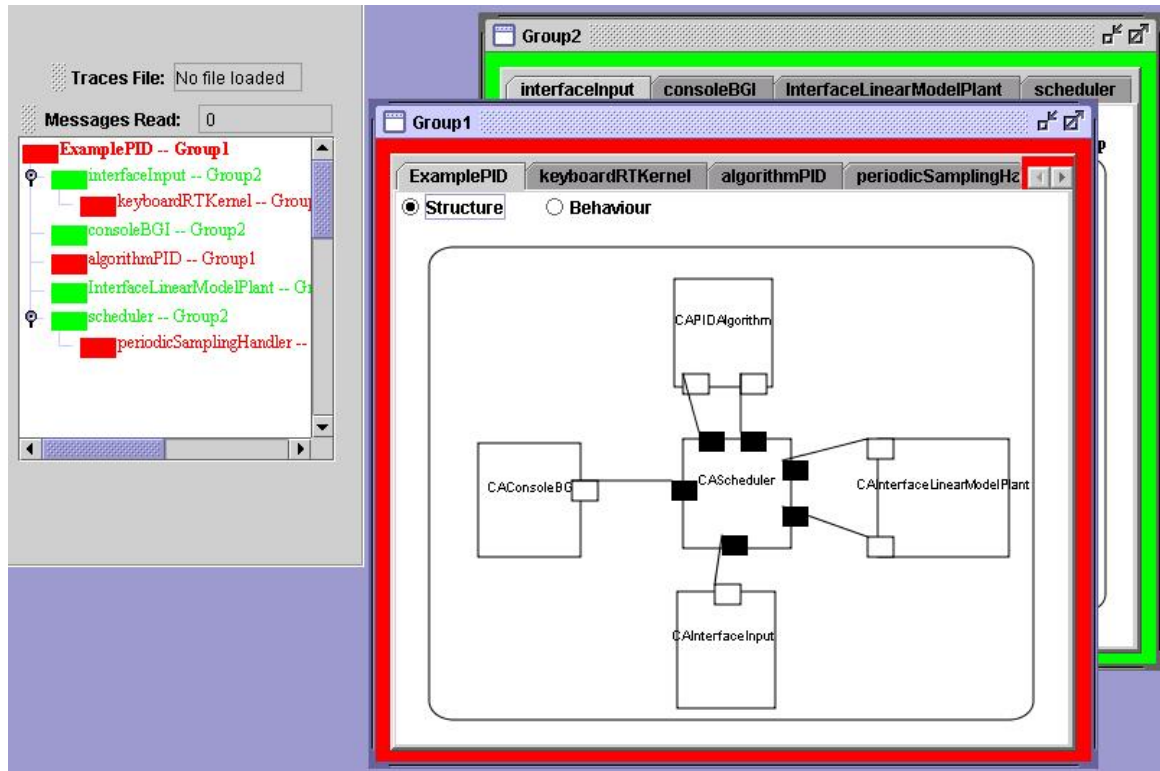 Traces File: No file loaded
Messages Read: 0
ExamplePID -- Group1
interfaceInput -- Group2
keyboardRTKernel -- Group
consoleBGI -- Group2
algorithmPID -- Group1
InterfaceLinearModelPlant -- Gr
scheduler -- Group2
periodicSamplingHandler --
Group2
interfaceInput consoleBGI InterfaceLinearModelPlant scheduler
p
Group1
ExamplePID keyboardRTKernel algorithmPID periodicSamplingHa
Structure Behaviour
CAPIDAlgorithm
CAConsoleBG
CAScheduler
CAInterfaceLinearModelPlant
CAInterfaceInput